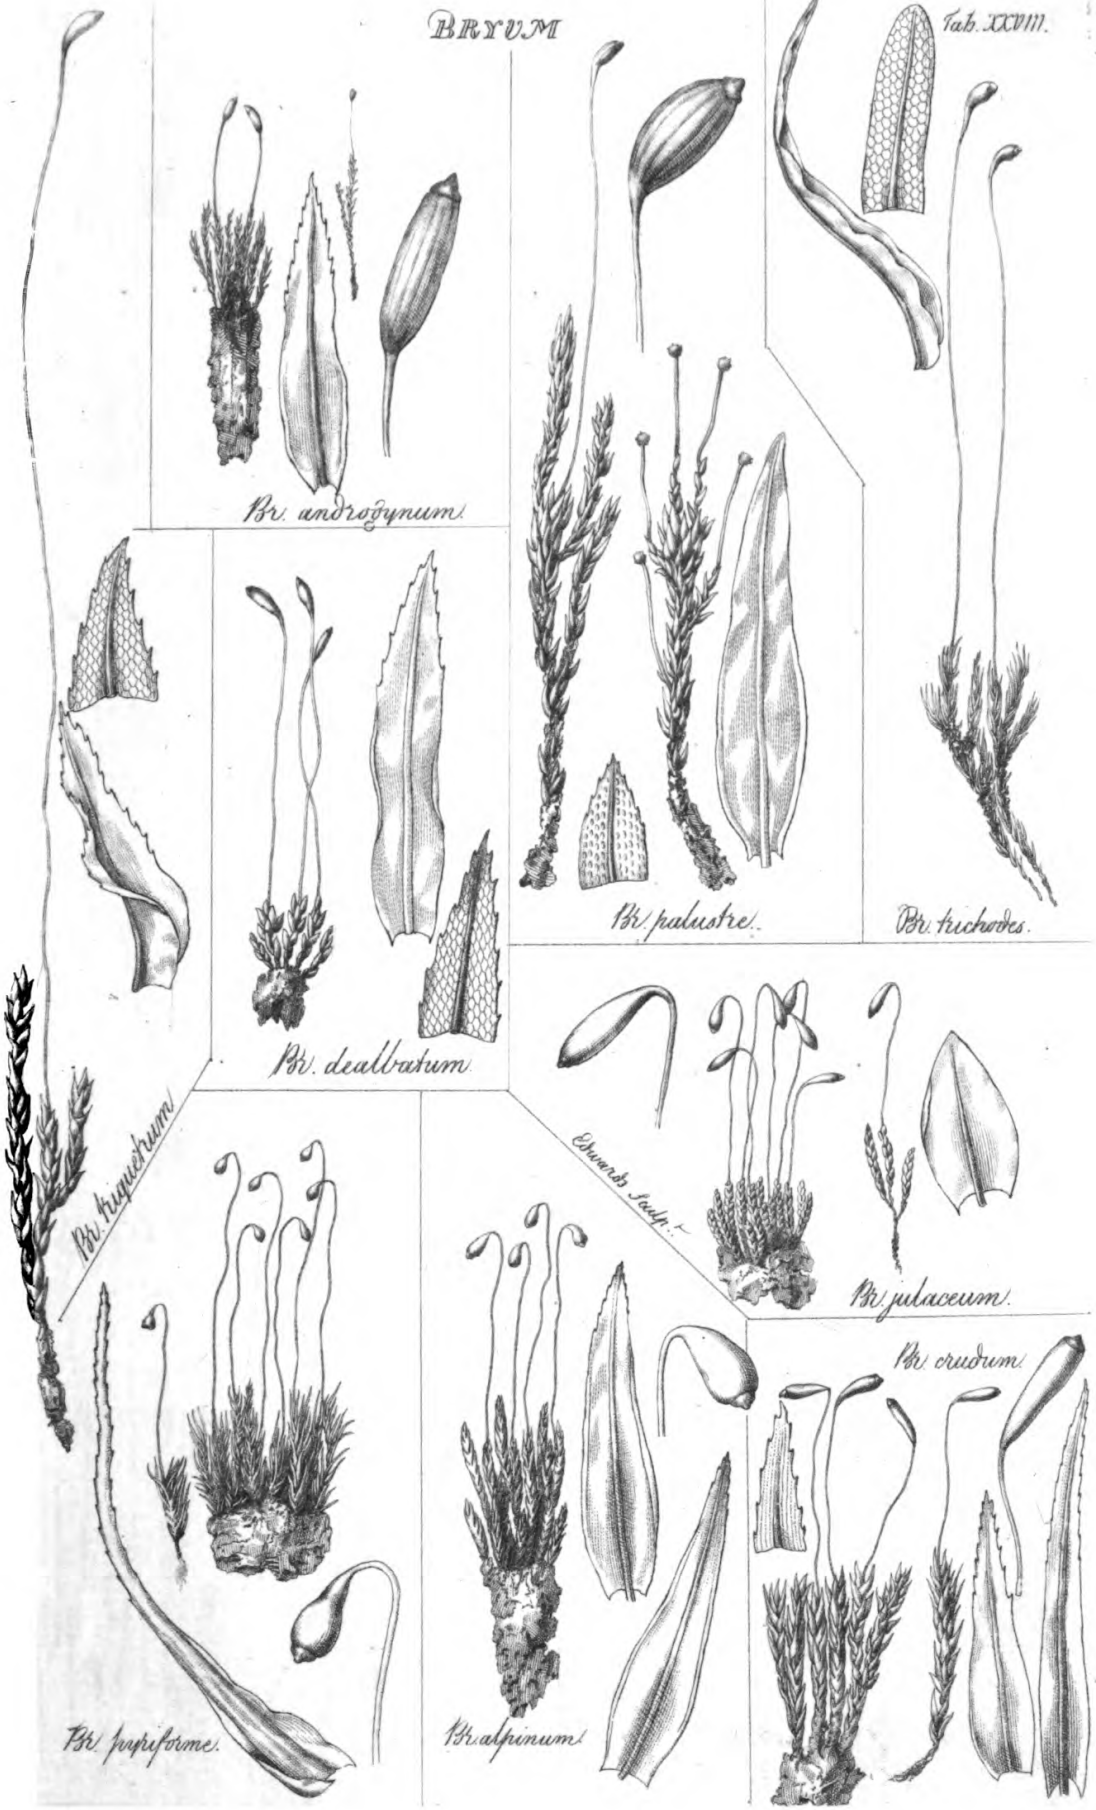 BRYUM
Tab. XXVIII.
Br. androgynum.
Br. palustre.
Br. trichodes.
Br. dealbatum.
Br. triquetrum
Edwards Sculpt.
Br. julaceum.
Br. crudum.
Br. pyriforme.
Br. alpinum